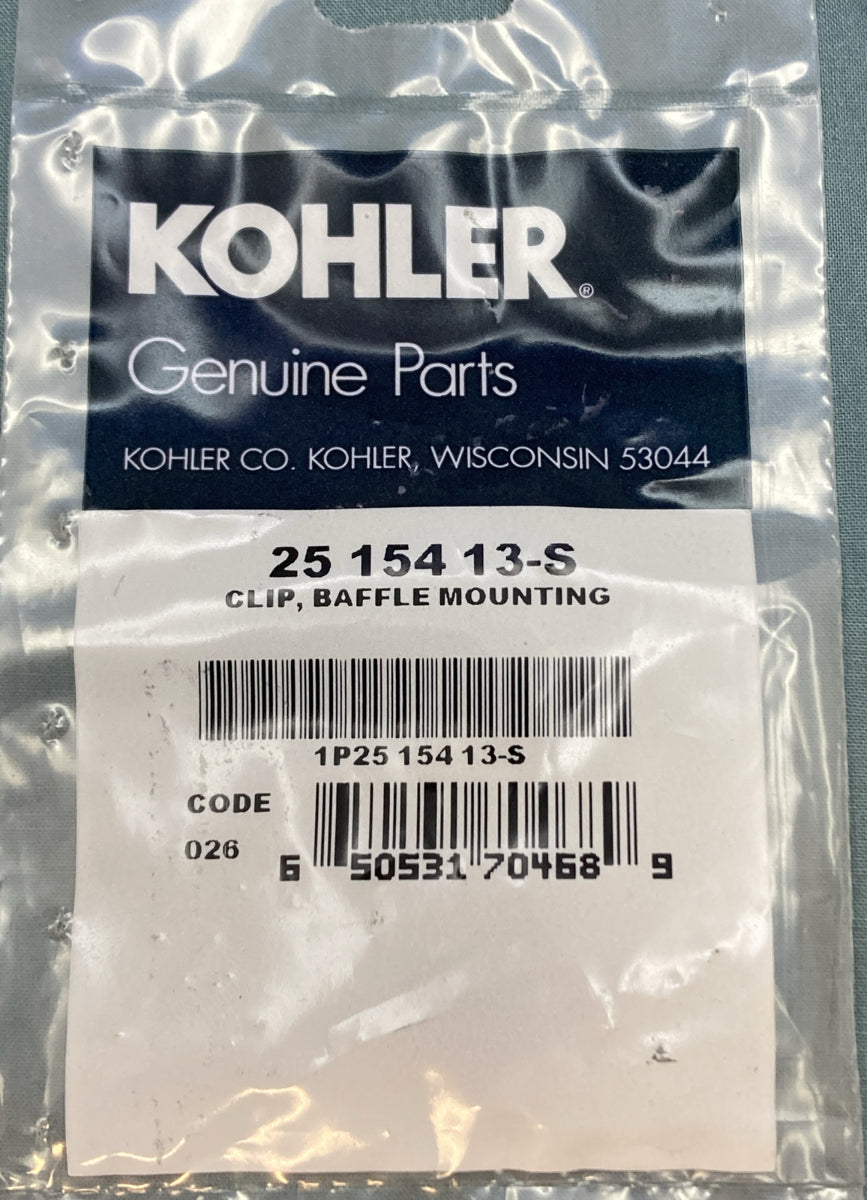 KOHLER®
Genuine Parts
KOHLER CO. KOHLER, WISCONSIN 53044
25 154 13-S
CLIP, BAFFLE MOUNTING
1P25 154 13-S
CODE
026
6 50531 70468 9